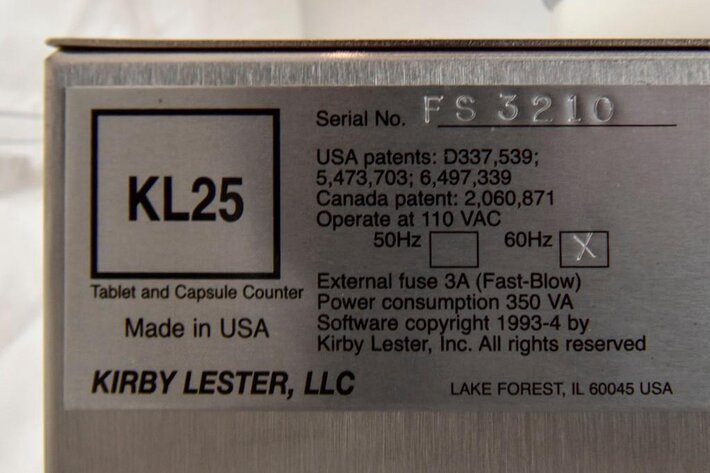 KL25
Tablet and Capsule Counter
Made in USA
KIRBY LESTER, LLC
Serial No. FS3210
USA patents: D337,539;
5,473,703; 6,497,339
Canada patent: 2,060,871
Operate at 110 VAC
50Hz 60Hz X
External fuse 3A (Fast-Blow)
Power consumption 350 VA
Software copyright 1993-4 by
Kirby Lester, Inc. All rights reserved
LAKE FOREST, IL 60045 USA